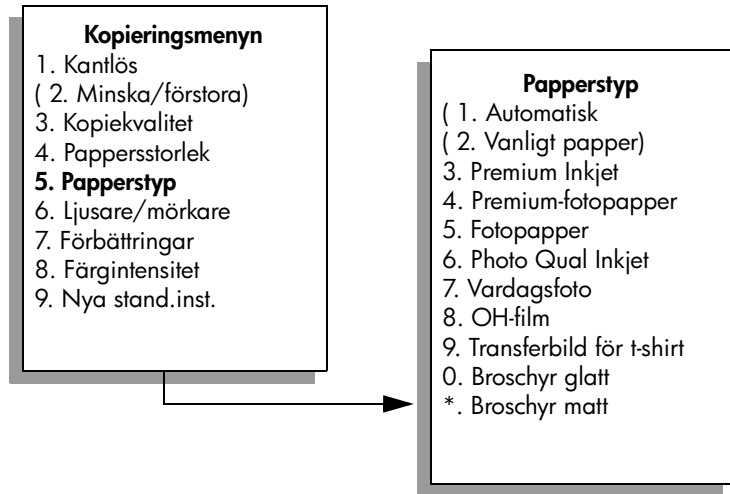 Kopieringsmenyn
1. Kantlös
( 2. Minska/förstora)
3. Kopiekvalitet
4. Pappersstorlek
5. Papperstyp
6. Ljusare/mörkare
7. Förbättringar
8. Färgintensitet
9. Nya stand.inst.
Papperstyp
( 1. Automatisk
( 2. Vanligt papper)
3. Premium Inkjet
4. Premium-fotopapper
5. Fotopapper
6. Photo Qual Inkjet
7. Vardagsfoto
8. OH-film
9. Transferbild för t-shirt
0. Broschyr glatt
*. Broschyr matt